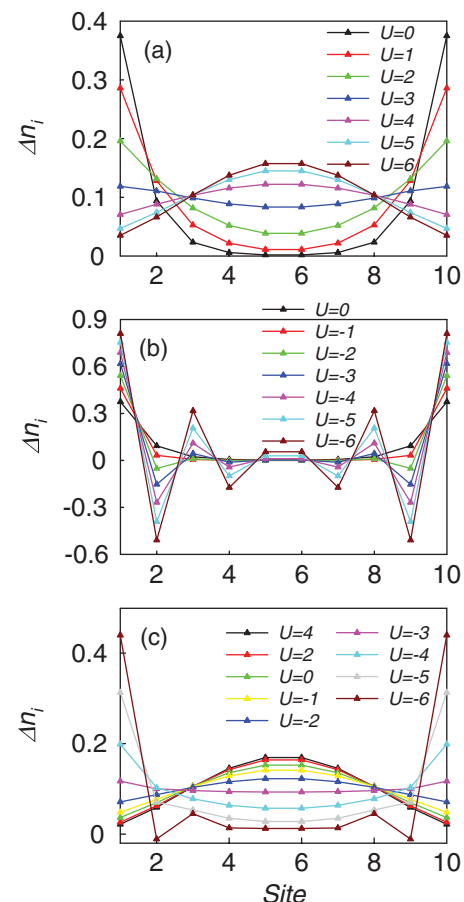 0.4
(a)
U=0
U=1
U=2
U=3
U=4
U=5
U=6
0.3
0.2
0.1
0
Δn_i
2 4 6 8 10
U=0
U=-1
U=-2
U=-3
U=-4
U=-5
U=-6
(b)
0.9
0.6
0.3
0
-0.3
-0.6
Δn_i
2 4 6 8 10
(c)
U=4
U=2
U=0
U=-1
U=-2
U=-3
U=-4
U=-5
U=-6
0.4
0.2
0
Δn_i
2 4 6 8 10
Site